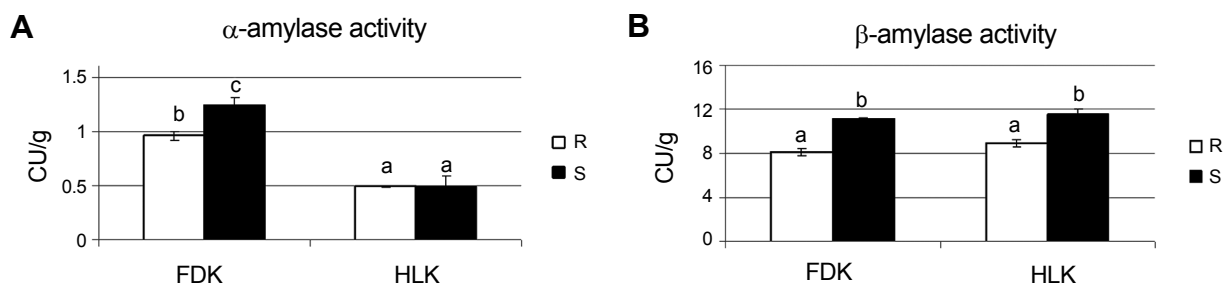 A
α-amylase activity
CU/g
1.5
1
0.5
0
b
c
a
a
FDK
HLK
R
S
B
β-amylase activity
CU/g
16
12
8
4
0
a
b
a
b
FDK
HLK
R
S